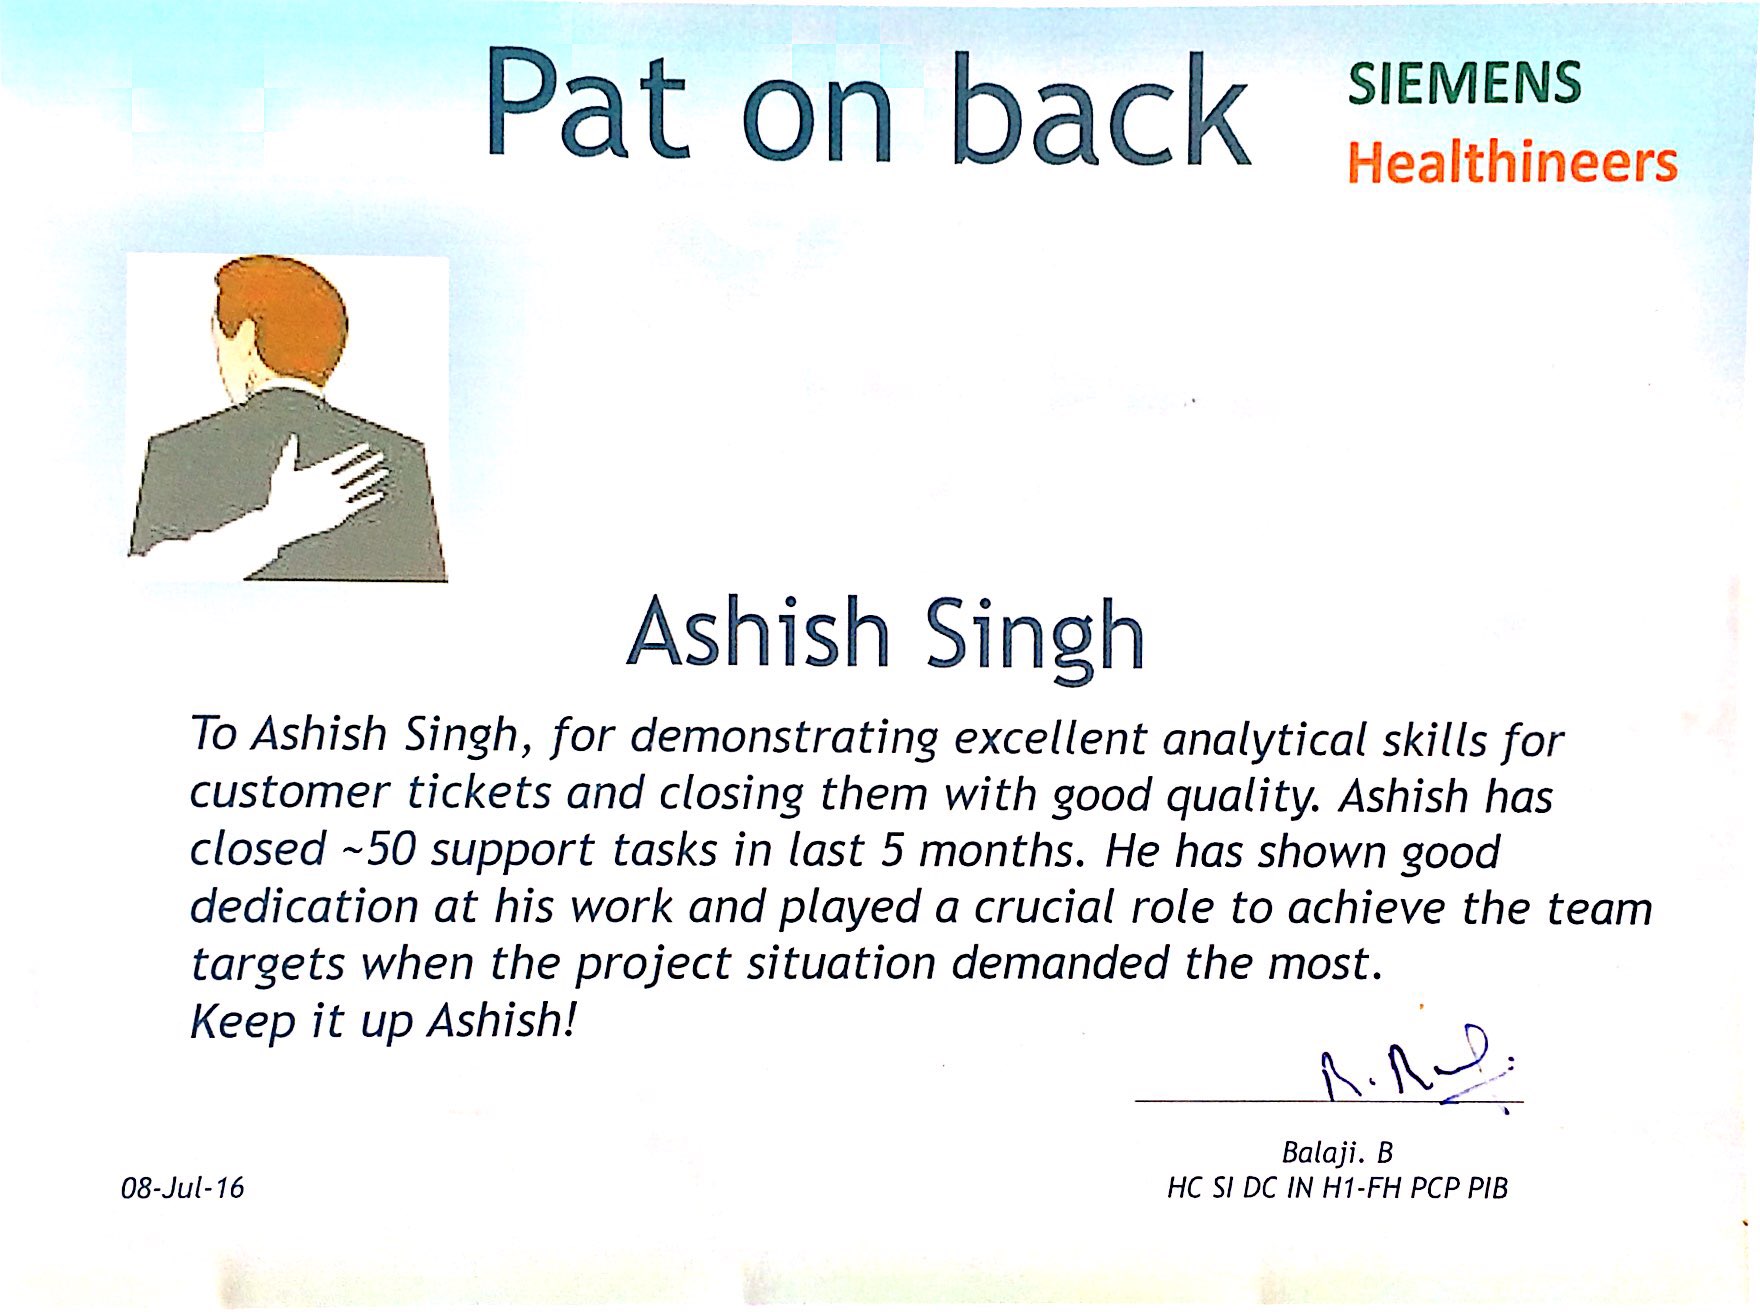 Pat on back
SIEMENS
Healthineers
Ashish Singh
To Ashish Singh, for demonstrating excellent analytical skills for
customer tickets and closing them with good quality. Ashish has
closed ~50 support tasks in last 5 months. He has shown good
dedication at his work and played a crucial role to achieve the team
targets when the project situation demanded the most.
Keep it up Ashish!
Balaji. B
HC SI DC IN H1-FH PCP PIB
08-Jul-16